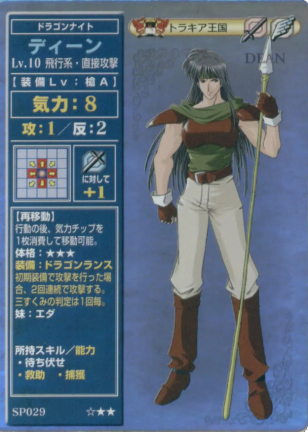 ドラゴンナイト
ディーン
Lv.10 飛行系・直接攻撃
【装備Lv:槍A】
気力:8
攻:1/反:2
に対して
+1
【再移動】
行動の後、気力チップを
1枚消費して移動可能。
体格:★★★
装備:ドラゴンランス
初期装備で攻撃を行った場
合、2回連続で攻撃する。
三すくみの判定は1回毎。
妹:エダ
所持スキル/能力
・待ち伏せ
・救助 ・捕獲
SP029
☆★★
トラキア王国
DEAN